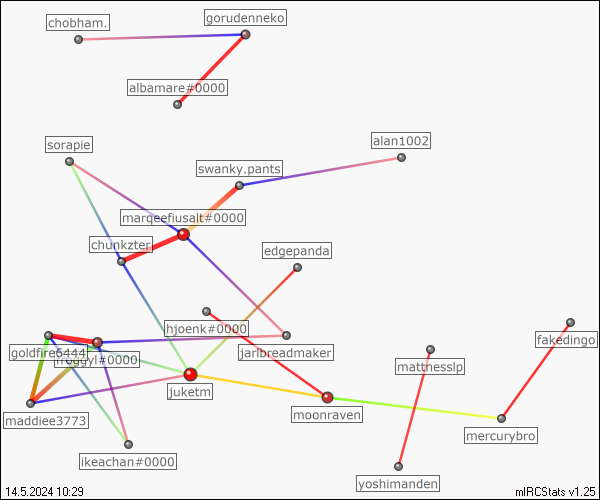 gorudenneko
chobham.
albamare#0000
alan1002
sorapie
swanky.pants
marqeefiusalt#0000
chunkzter
edgepanda
hjoenk#0000
fakedingo
goldfire6444
froggyl#0000
jarlbreadmaker
mattnesslp
juketm
moonraven
maddiee3773
mercurybro
ikeachan#0000
yoshimanden
14.5.2024 10:29
mIRCStats v1.25